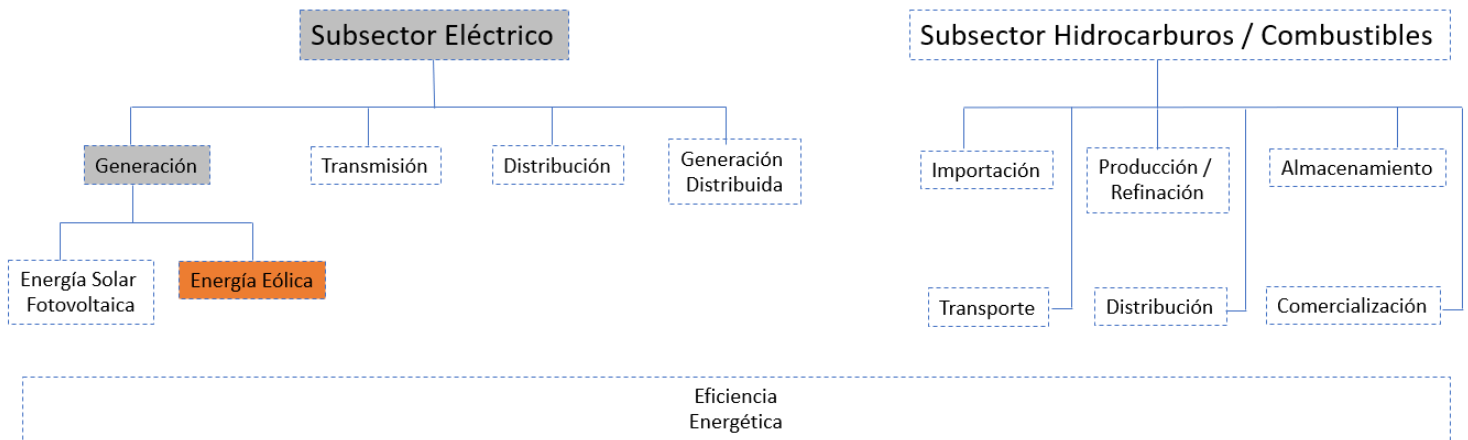 Subsector Eléctrico
Subsector Hidrocarburos / Combustibles
Generación
Transmisión
Distribución
Generación
Distribuida
Importación
Producción /
Refinación
Almacenamiento
Energía Solar
Fotovoltaica
Energía Eólica
Transporte
Distribución
Comercialización
Eficiencia
Energética